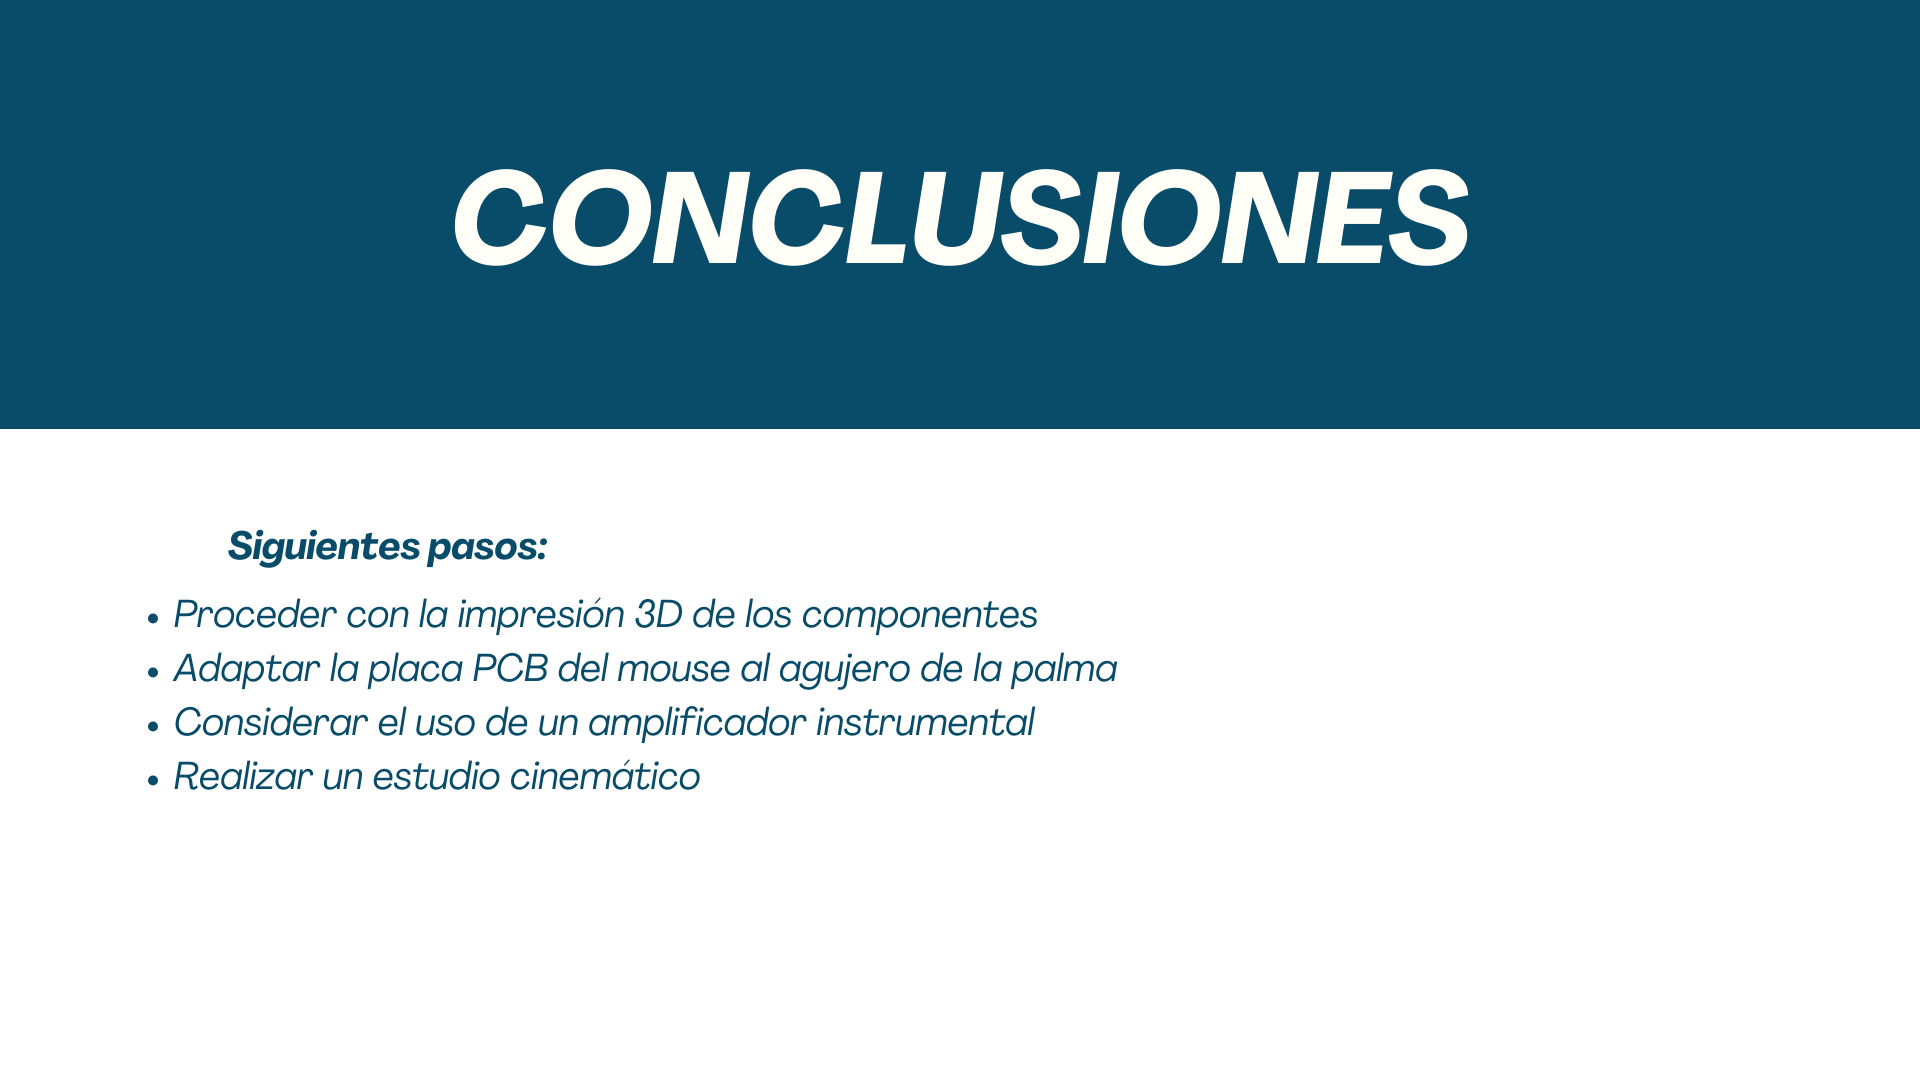 CONCLUSIONES
Siguientes pasos:
• Proceder con la impresión 3D de los componentes
• Adaptar la placa PCB del mouse al agujero de la palma
• Considerar el uso de un amplificador instrumental
• Realizar un estudio cinemático